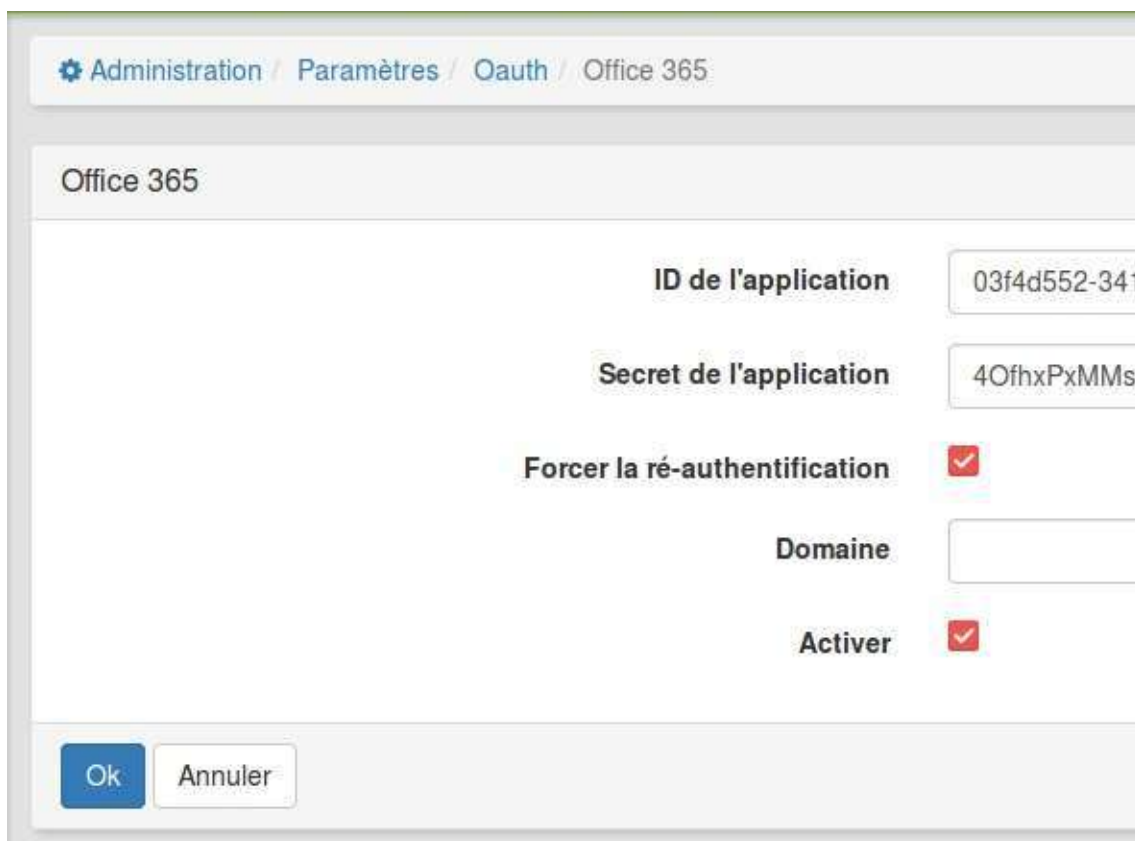 Administration / Paramètres / Oauth / Office 365
Office 365
ID de l'application 03f4d552-341
Secret de l'application 4OfhxPxMMs
Forcer la ré-authentification
Domaine
Activer
Ok Annuler